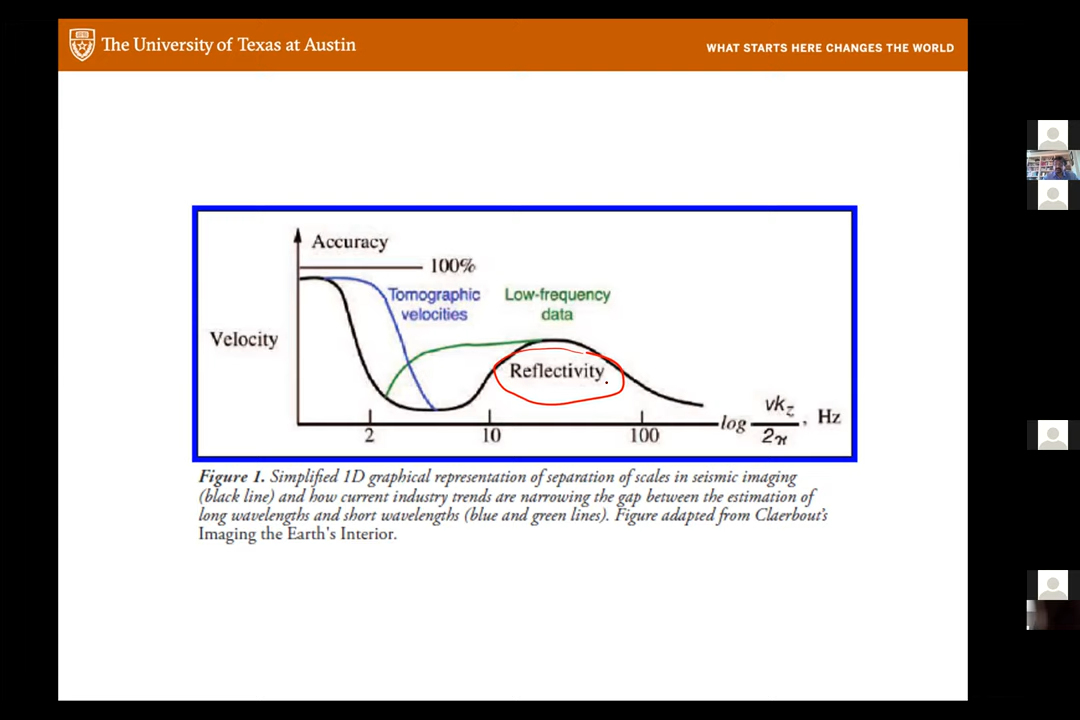 The University of Texas at Austin
WHAT STARTS HERE CHANGES THE WORLD
Accuracy
100%
Tomographic
velocities
Low-frequency
data
Velocity
Reflectivity
2
10
100
log vk_z / 2π , Hz
Figure 1. Simplified 1D graphical representation of separation of scales in seismic imaging
(black line) and how current industry trends are narrowing the gap between the estimation of
long wavelengths and short wavelengths (blue and green lines). Figure adapted from Claerbout's
Imaging the Earth's Interior.